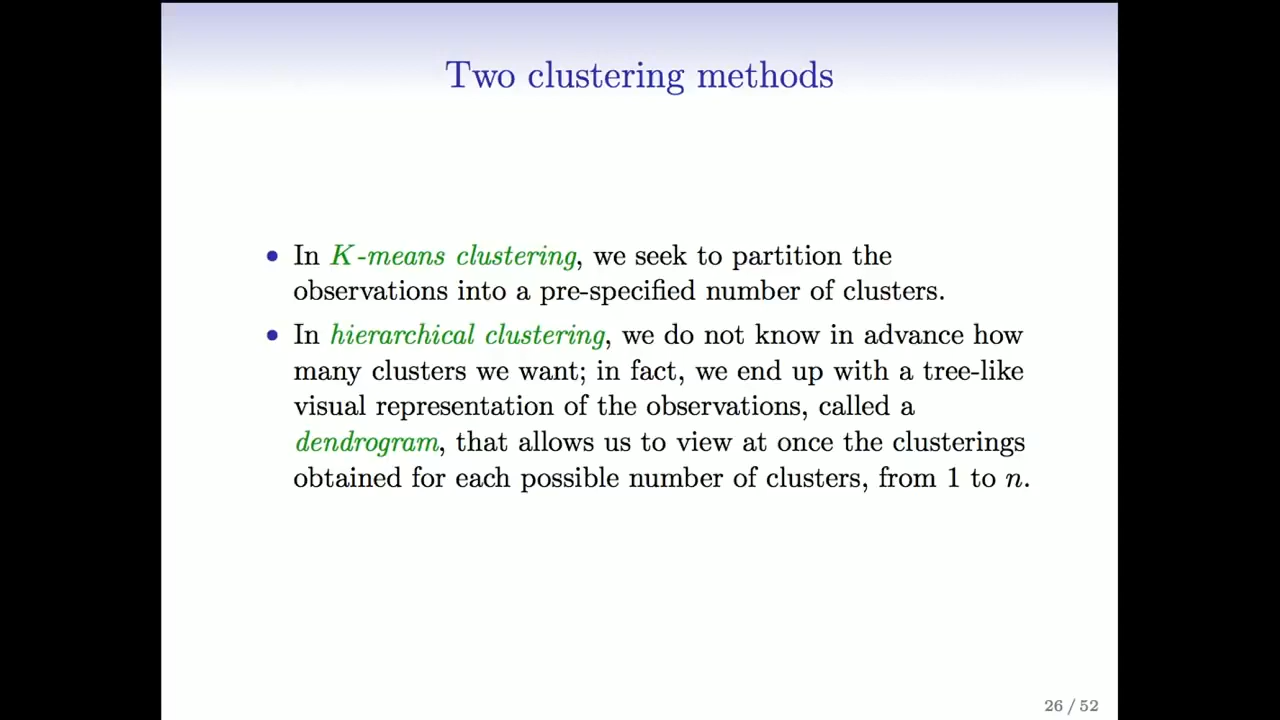 Two clustering methods
• In K-means clustering, we seek to partition the
observations into a pre-specified number of clusters.
• In hierarchical clustering, we do not know in advance how
many clusters we want; in fact, we end up with a tree-like
visual representation of the observations, called a
dendrogram, that allows us to view at once the clusterings
obtained for each possible number of clusters, from 1 to n.
26 / 52